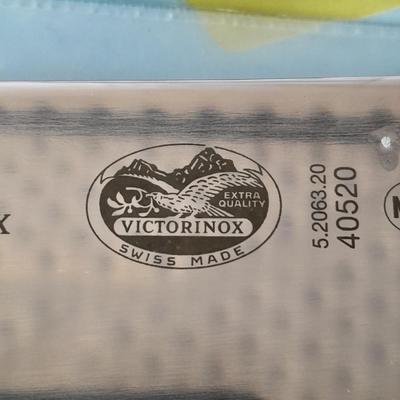 EXTRA
QUALITY
VICTORINOX
SWISS MADE
5.2063.20
40520